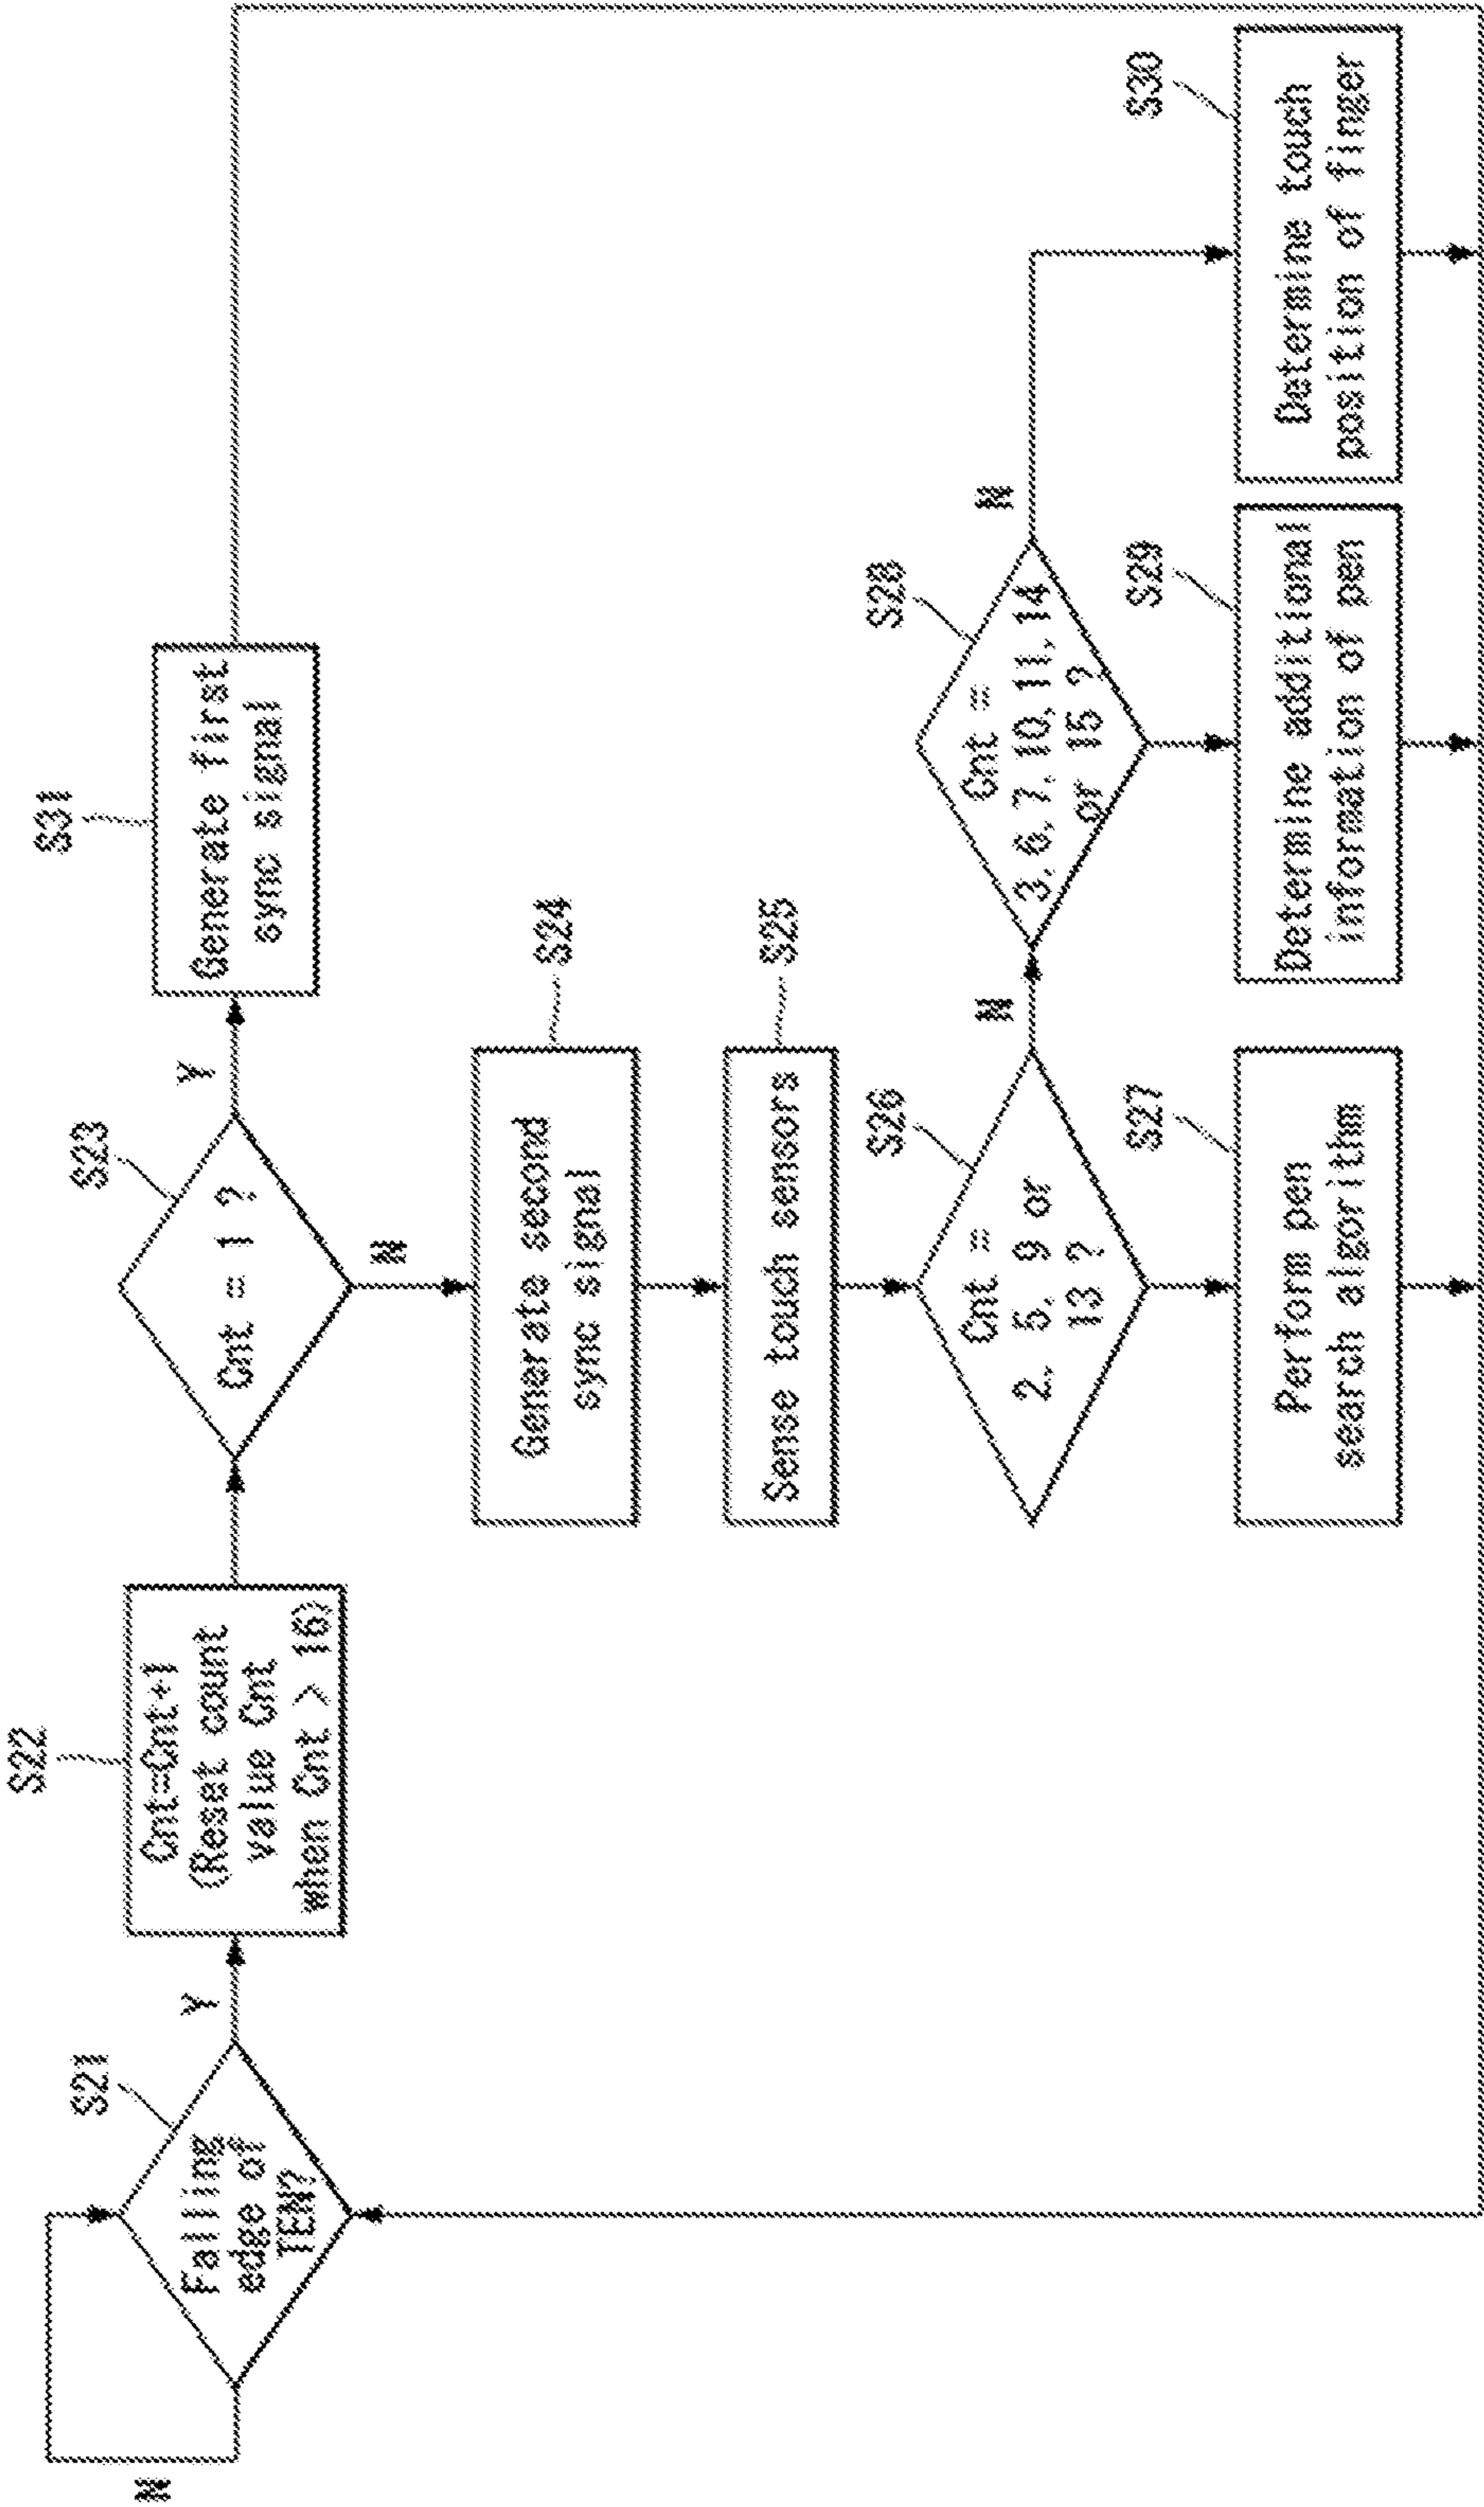 S21
Falling
edge of
TEN?
N
Y
S22
Cnt=Cnt+1
(Reset count
value Cnt
when Cnt > 16)
S23
Cnt = 1 ?
Y
N
S31
Generate first
sync signal
S24
Generate second
sync signal
S25
Sense touch sensors
S26
Cnt =
2, 5, 9 or
13 ?
N
S28
Cnt =
3, 6, 7, 10, 11, 14
or 15 ?
N
S27
Perform pen
search algorithm
S29
Determine additional
information of pen
S30
Determine touch
position of finger